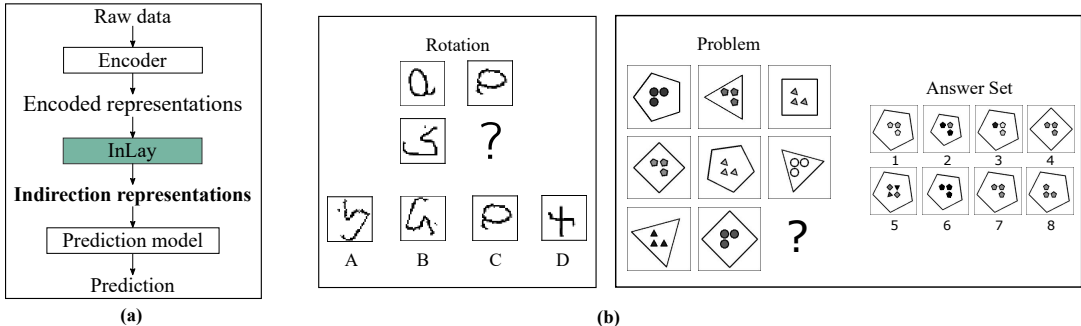 Raw data
Encoder
Encoded representations
InLay
Indirection representations
Prediction model
Prediction
(a)
Rotation
?
A B C D
Problem
?
Answer Set
1 2 3 4
5 6 7 8
(b)